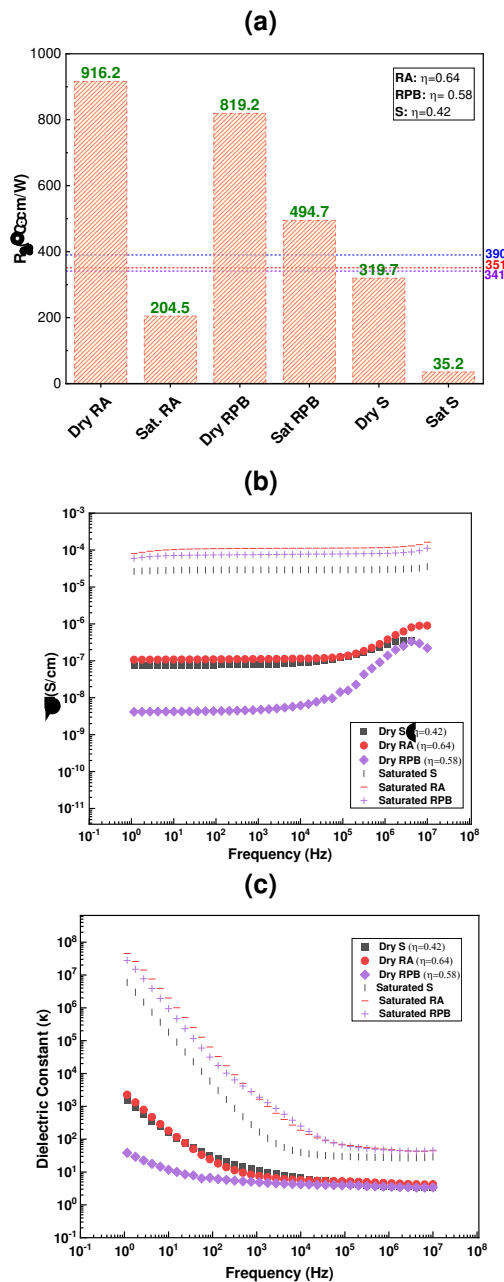 (a)
1000
800
600
400
200
0
916.2
204.5
819.2
494.7
319.7
35.2
RA: η=0.64
RPB: η= 0.58
S: η=0.42
390
351
341
Dry RA
Sat. RA
Dry RPB
Sat RPB
Dry S
Sat S
(b)
10⁻³
10⁻⁴
10⁻⁵
10⁻⁶
10⁻⁷
10⁻⁸
10⁻⁹
10⁻¹⁰
10⁻¹¹
(S/cm)
Dry S (η=0.42)
Dry RA (η=0.64)
Dry RPB (η=0.58)
Saturated S
Saturated RA
Saturated RPB
10⁻¹ 10⁰ 10¹ 10² 10³ 10⁴ 10⁵ 10⁶ 10⁷ 10⁸
Frequency (Hz)
(c)
10⁸
10⁷
10⁶
10⁵
10⁴
10³
10²
10¹
10⁰
10⁻¹
Dielectric Constant (κ)
Dry S (η=0.42)
Dry RA (η=0.64)
Dry RPB (η=0.58)
Saturated S
Saturated RA
Saturated RPB
10⁻¹ 10⁰ 10¹ 10² 10³ 10⁴ 10⁵ 10⁶ 10⁷ 10⁸
Frequency (Hz)